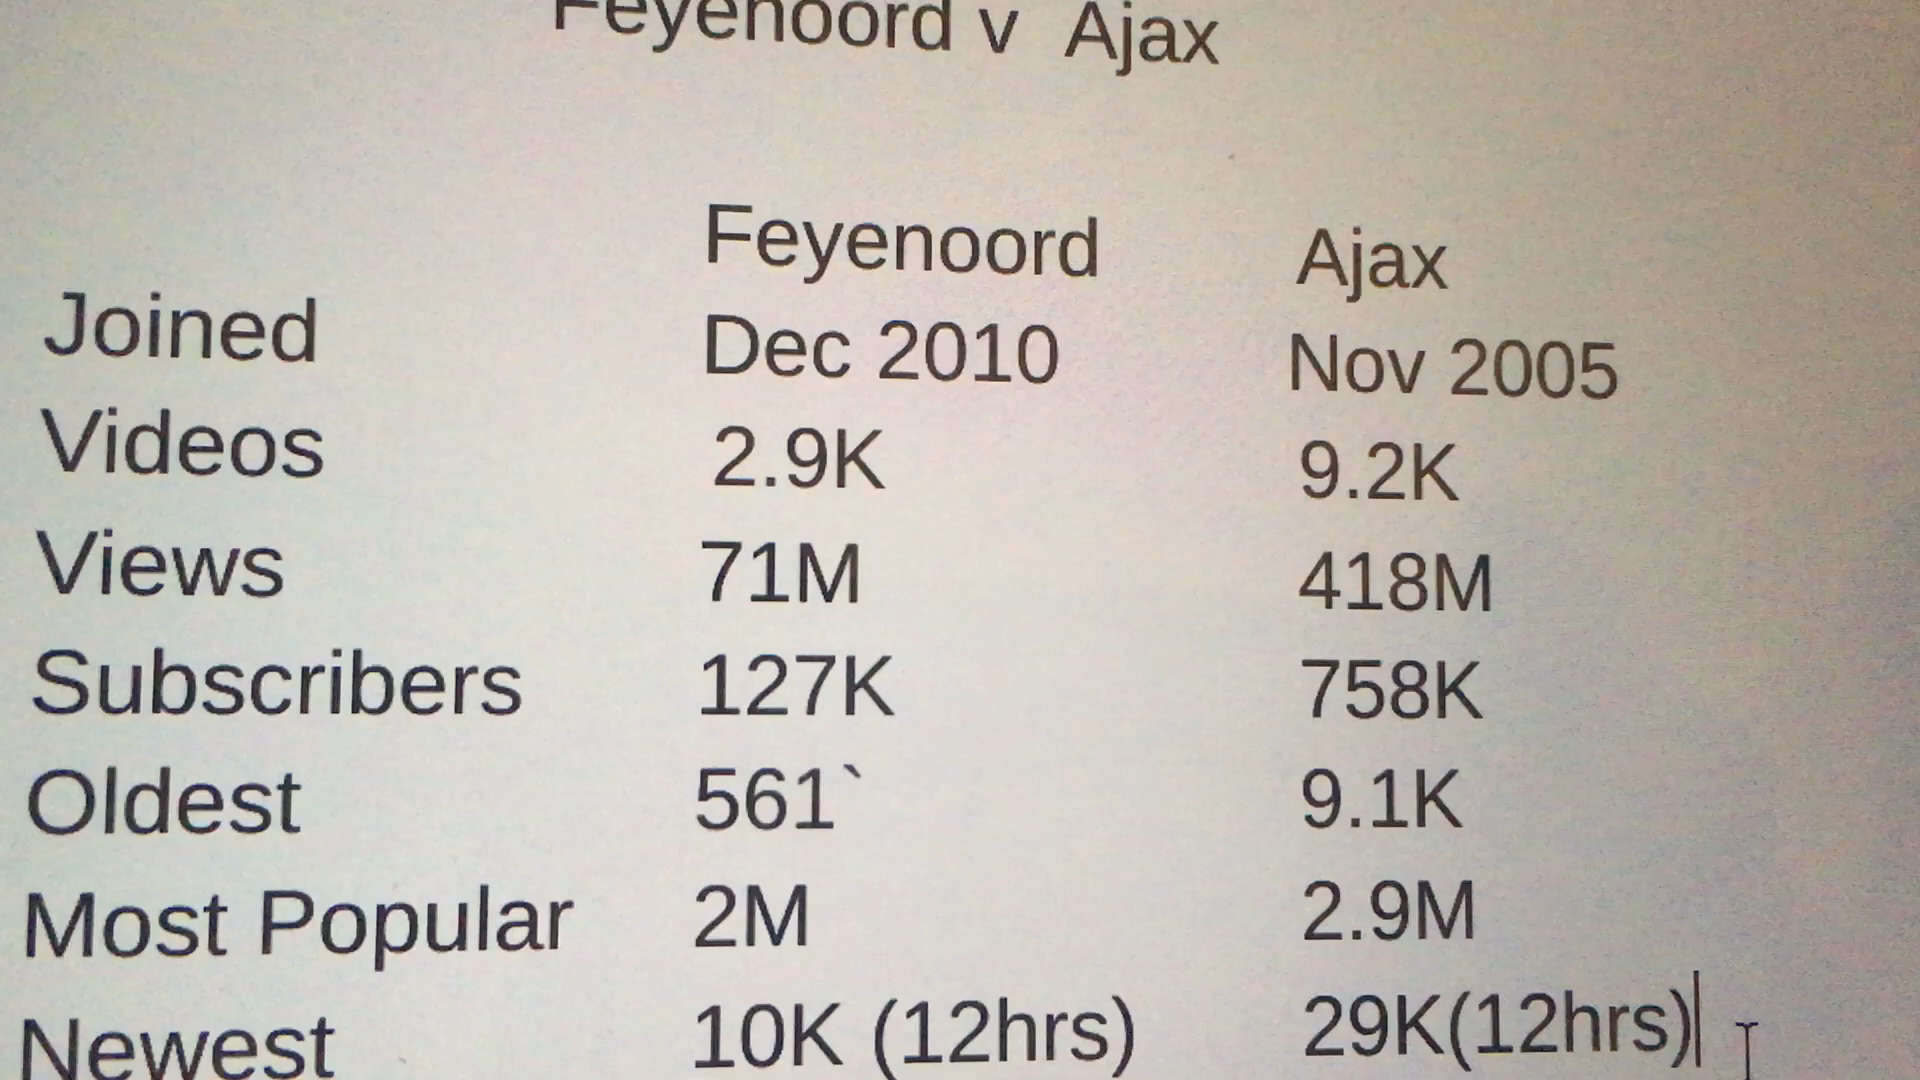 Feyenoord v Ajax
Feyenoord Ajax
Joined Dec 2010 Nov 2005
Videos 2.9K 9.2K
Views 71M 418M
Subscribers 127K 758K
Oldest 561` 9.1K
Most Popular 2M 2.9M
Newest 10K (12hrs) 29K(12hrs)